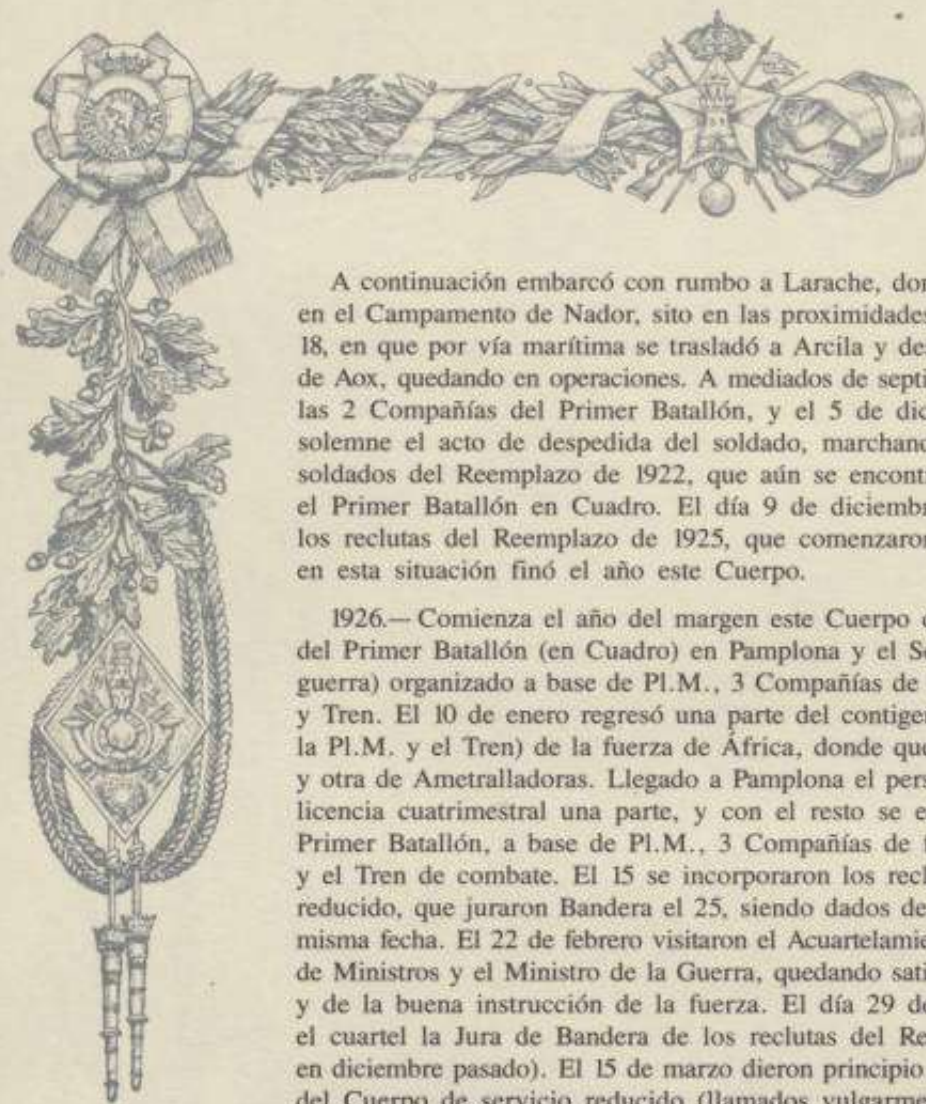 A continuación embarcó con rumbo a Larache, don
en el Campamento de Nador, sito en las proximidades
18, en que por vía marítima se trasladó a Arcila y de
de Aox, quedando en operaciones. A mediados de septi
las 2 Compañías del Primer Batallón, y el 5 de dic
solemne el acto de despedida del soldado, marchand
soldados del Reemplazo de 1922, que aún se encont
el Primer Batallón en Cuadro. El día 9 de diciembr
los reclutas del Reemplazo de 1925, que comenzaron
en esta situación finó el año este Cuerpo.
1926.— Comienza el año del margen este Cuerpo
del Primer Batallón (en Cuadro) en Pamplona y el Se
guerra) organizado a base de Pl.M., 3 Compañías de
y Tren. El 10 de enero regresó una parte del contiger
la Pl.M. y el Tren) de la fuerza de África, donde que
y otra de Ametralladoras. Llegado a Pamplona el pers
licencia cuatrimestral una parte, y con el resto se e
Primer Batallón, a base de Pl.M., 3 Compañías de
y el Tren de combate. El 15 se incorporaron los recl
reducido, que juraron Bandera el 25, siendo dados de
misma fecha. El 22 de febrero visitaron el Acuartelamie
de Ministros y el Ministro de la Guerra, quedando sati
y de la buena instrucción de la fuerza. El día 29 de
el cuartel la Jura de Bandera de los reclutas del Re
en diciembre pasado). El 15 de marzo dieron principio
del Cuerpo de servicio reducido (llamados vulgarme